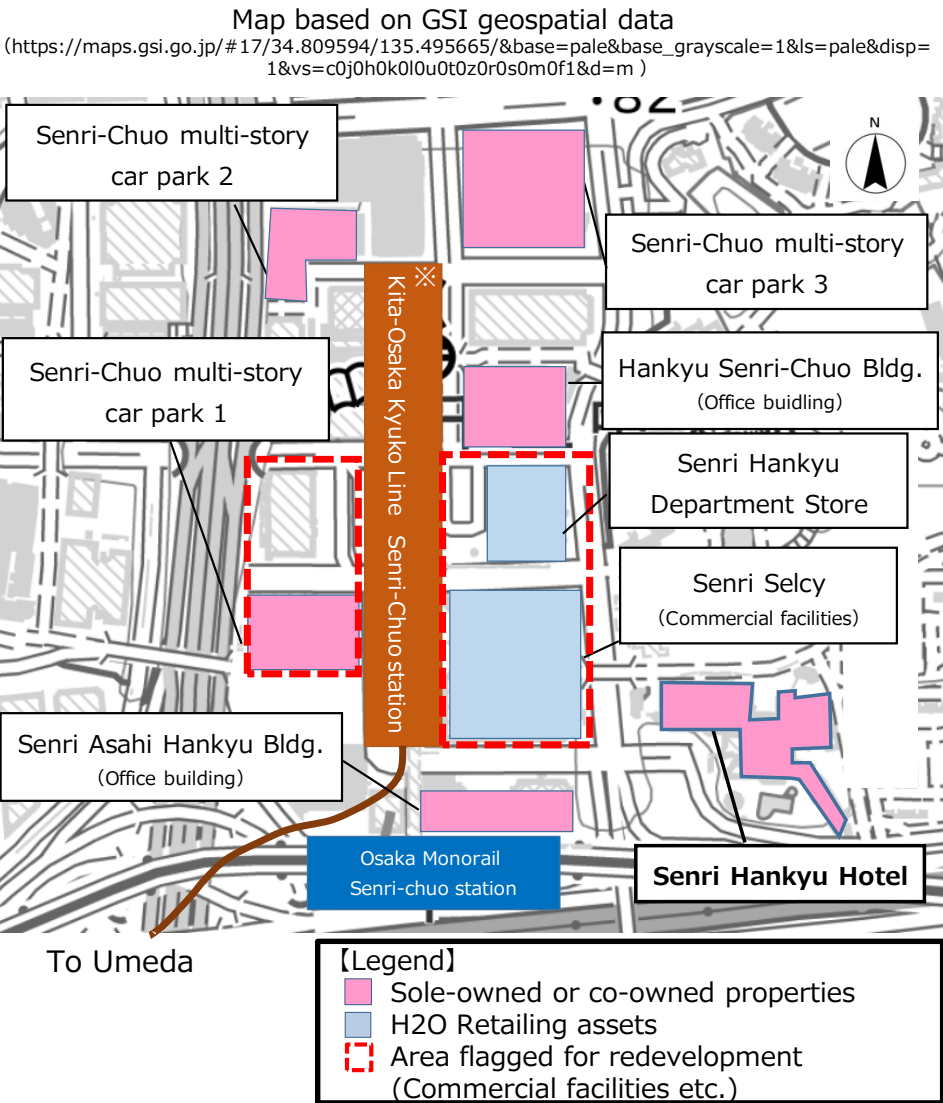 Map based on GSI geospatial data
(https://maps.gsi.go.jp/#17/34.809594/135.495665/&base=pale&base_grayscale=1&ls=pale&disp=
1&vs=c0j0h0k0l0u0t0z0r0s0m0f1&d=m )
Senri-Chuo multi-story
car park 2
N
Senri-Chuo multi-story
car park 3
※
Kita-Osaka Kyuko Line Senri-Chuo station
Senri-Chuo multi-story
car park 1
Hankyu Senri-Chuo Bldg.
(Office buidling)
Senri Hankyu
Department Store
Senri Selcy
(Commercial facilities)
Senri Asahi Hankyu Bldg.
(Office building)
Osaka Monorail
Senri-chuo station
Senri Hankyu Hotel
To Umeda
【Legend】
Sole-owned or co-owned properties
H2O Retailing assets
Area flagged for redevelopment
(Commercial facilities etc.)